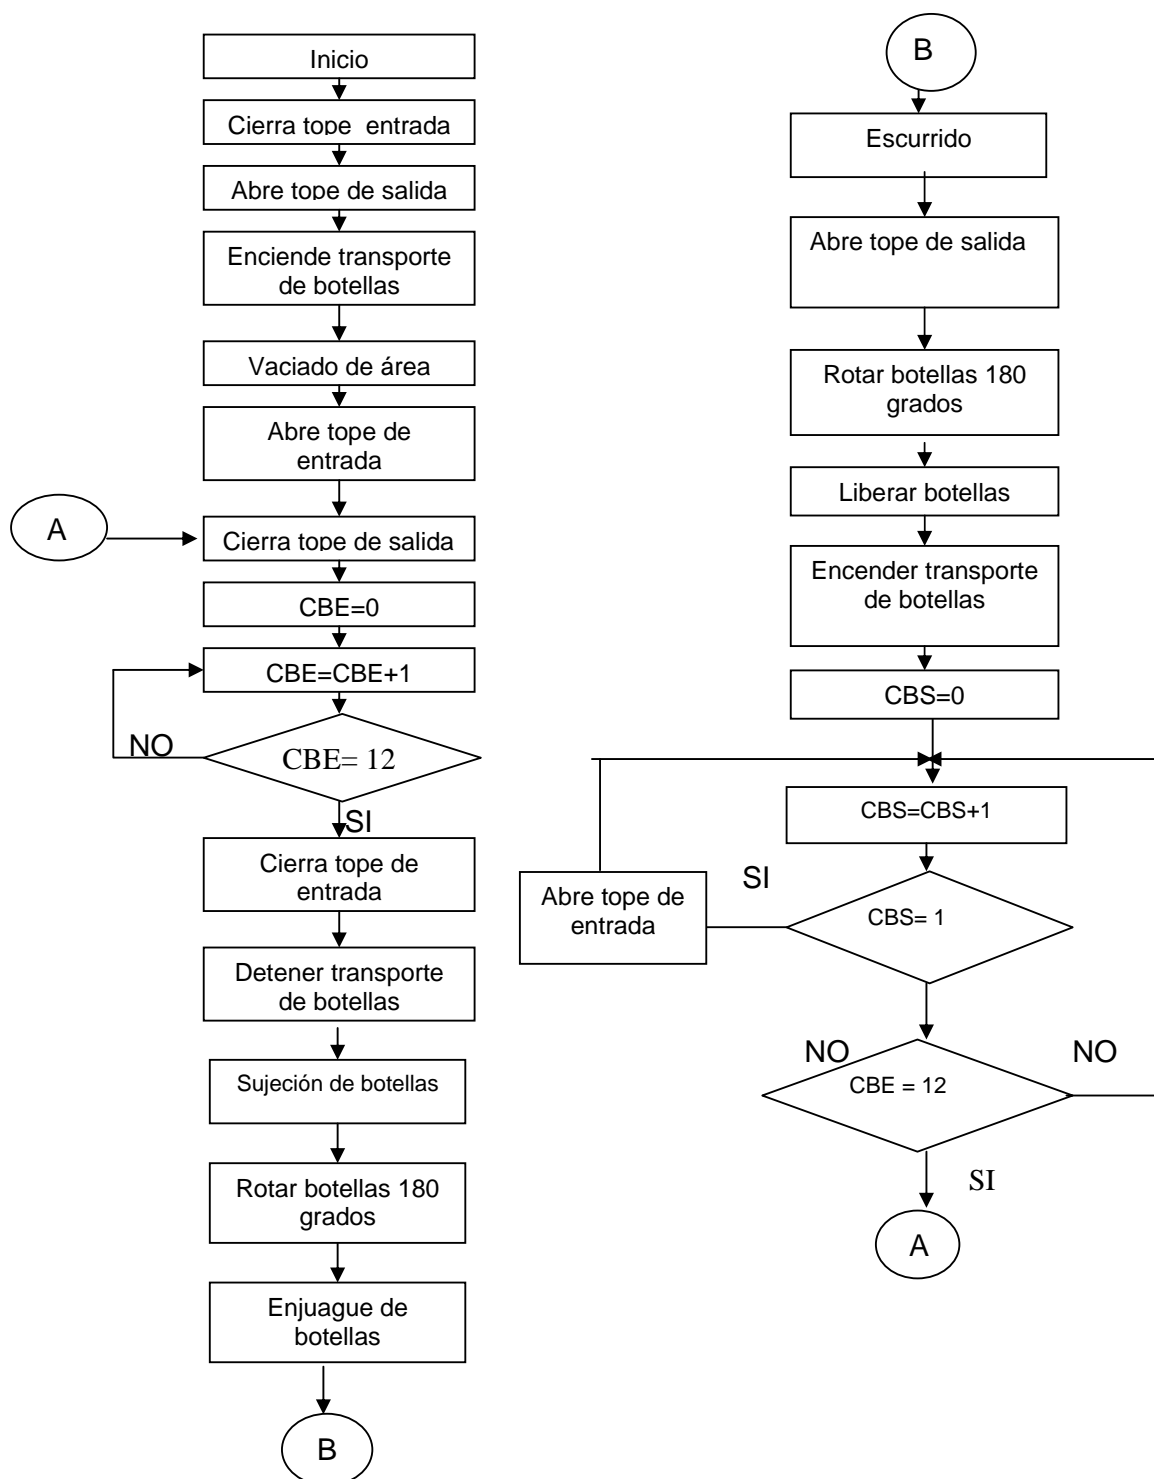 Inicio
Cierra tope entrada
Abre tope de salida
Enciende transporte
de botellas
Vaciado de área
Abre tope de
entrada
A
Cierra tope de salida
CBE=0
CBE=CBE+1
NO
CBE= 12
SI
Cierra tope de
entrada
Detener transporte
de botellas
Sujeción de botellas
Rotar botellas 180
grados
Enjuague de
botellas
B
B
Escurrido
Abre tope de salida
Rotar botellas 180
grados
Liberar botellas
Encender transporte
de botellas
CBS=0
CBS=CBS+1
SI
Abre tope de
entrada
CBS= 1
NO
NO
CBE = 12
SI
A